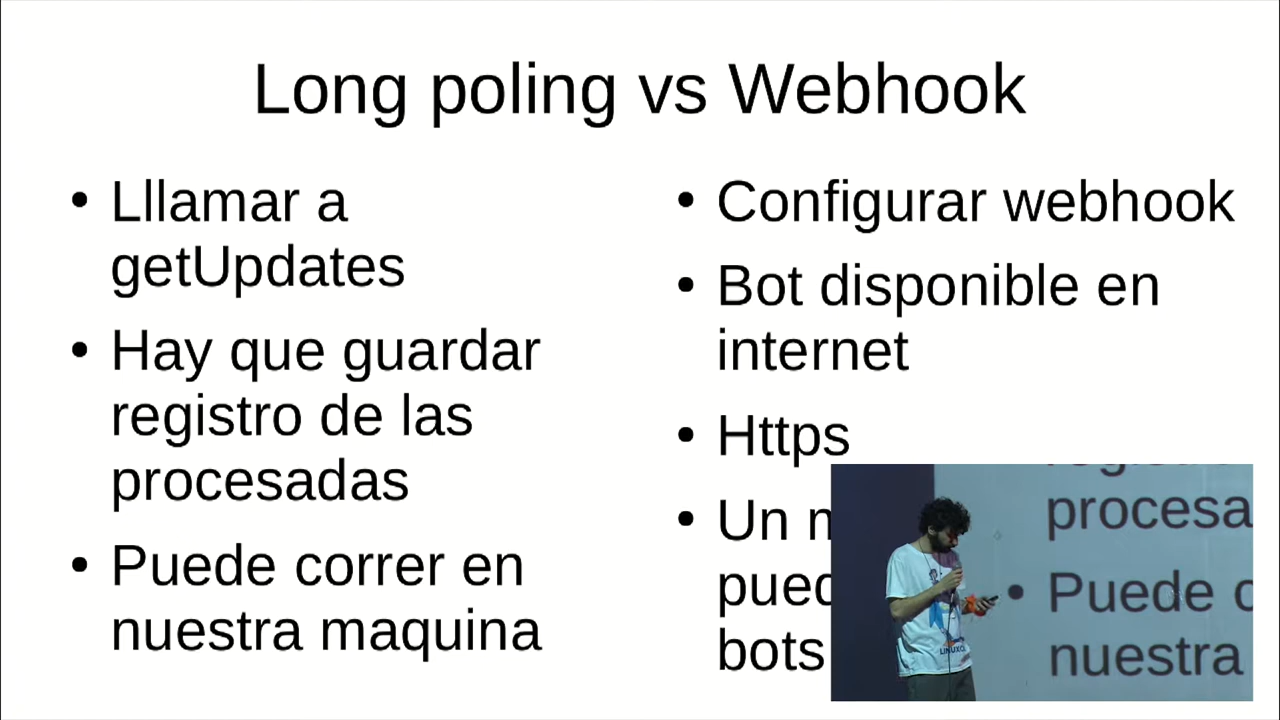 Long poling vs Webhook
• Lllamar a
getUpdates
• Hay que guardar
registro de las
procesadas
• Puede correr en
nuestra maquina
• Configurar webhook
• Bot disponible en
internet
• Https
• Un
bots
• Puede
nuestra